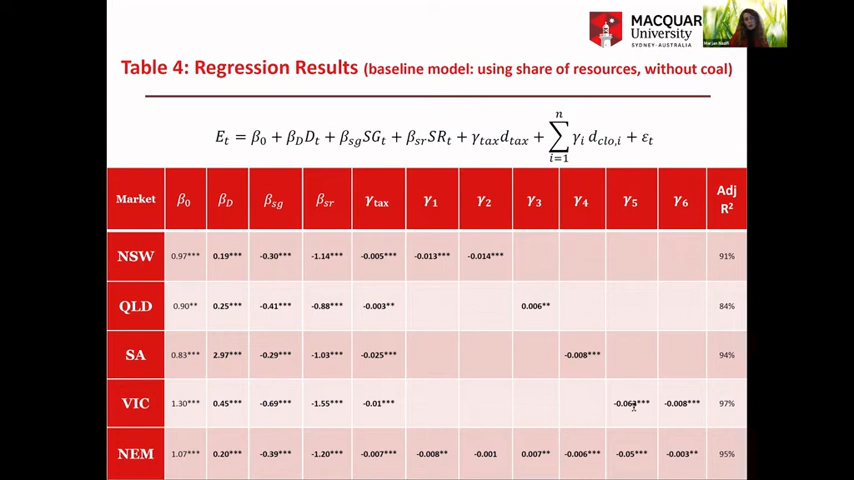 MACQUAR
University
SYDNEY·AUSTRALIA
Table 4: Regression Results (baseline model: using share of resources, without coal)
n
E_t = β_0 + β_D D_t + β_sg SG_t + β_sr SR_t + γ_tax d_tax + ∑ γ_i d_clo,i + ε_t
i=1
Market β_0 β_D β_sg β_sr γ_tax γ_1 γ_2 γ_3 γ_4 γ_5 γ_6 Adj R²
NSW 0.97*** 0.19*** -0.30*** -1.14*** -0.005*** -0.013*** -0.014*** 91%
QLD 0.90** 0.25*** -0.41*** -0.88*** -0.003** 0.006** 84%
SA 0.83*** 2.97*** -0.29*** -1.03*** -0.025*** -0.008*** 94%
VIC 1.30*** 0.45*** -0.69*** -1.55*** -0.01*** -0.008*** 97%
NEM 1.07*** 0.20*** -0.39*** -1.20*** -0.007*** -0.008** -0.001 0.007** -0.006*** -0.05*** -0.003** 95%